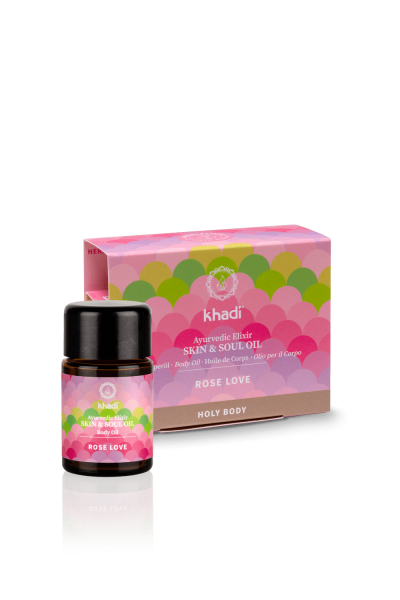 khadi
Ayurvedic Elixir
SKIN & SOUL OIL
· Body Oil · Huile de Corps · Olio per il Corpo
ROSE LOVE
HOLY BODY
khadi
Ayurvedic Elixir
SKIN & SOUL OIL
Body Oil
ROSE LOVE